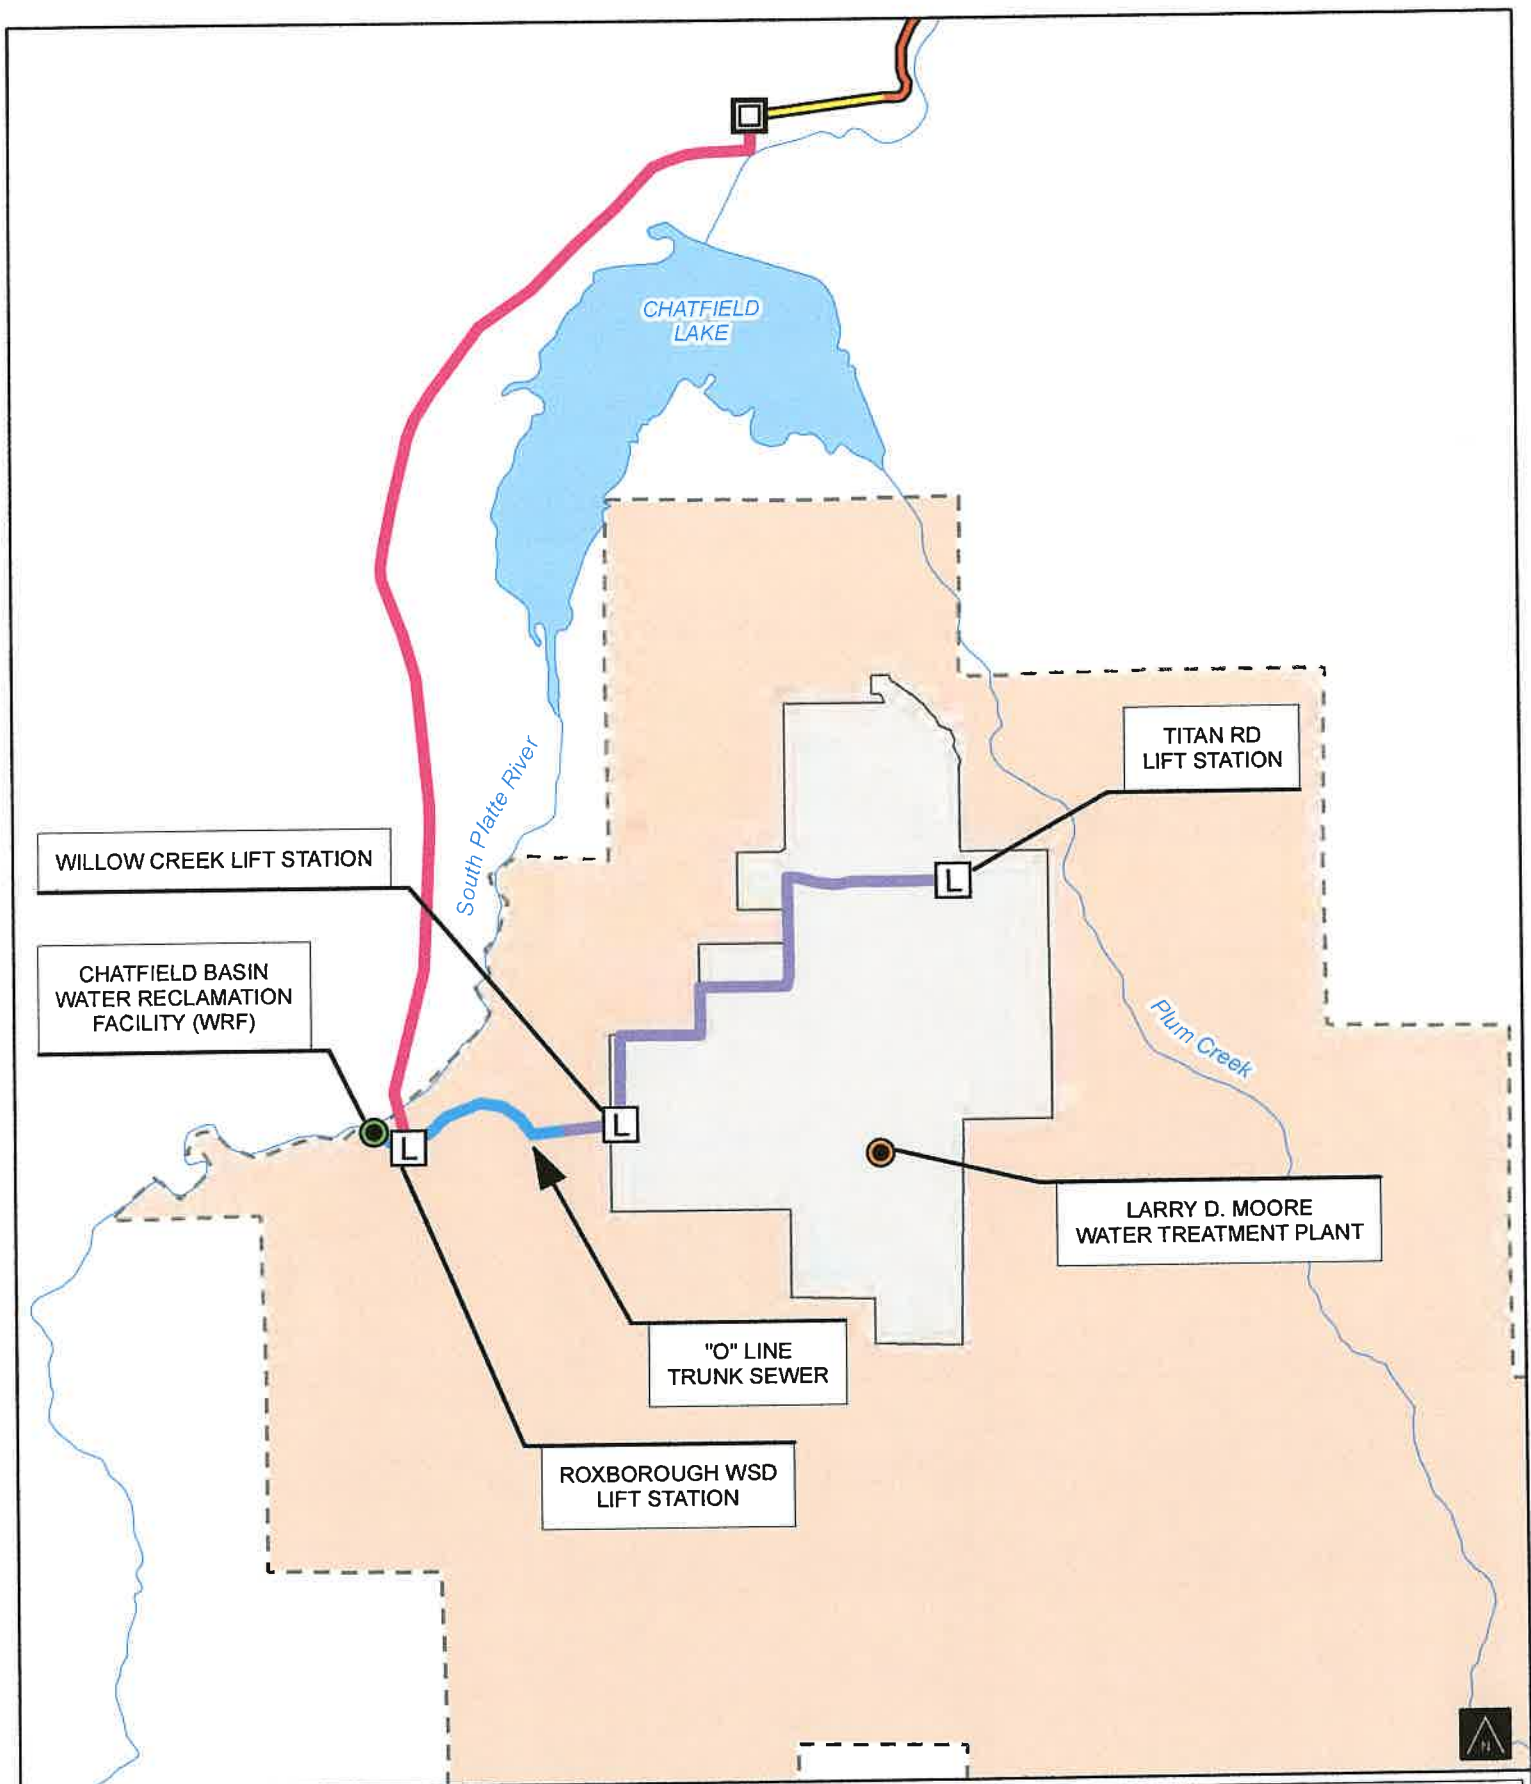 CHATFIELD
LAKE
TITAN RD
LIFT STATION
South Platte River
WILLOW CREEK LIFT STATION
L
CHATFIELD BASIN
WATER RECLAMATION
FACILITY (WRF)
Plum Creek
L
L
LARRY D. MOORE
WATER TREATMENT PLANT
"O" LINE
TRUNK SEWER
ROXBOROUGH WSD
LIFT STATION
N